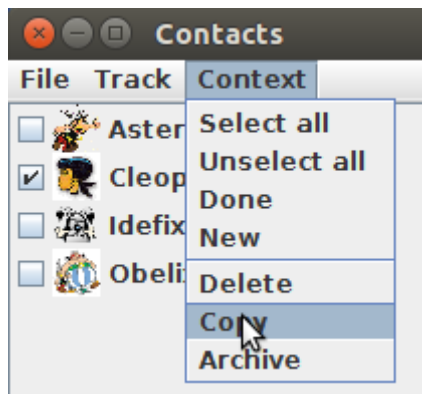 Contacts
File Track Context
Aster
Cleop
Idefix
Obeli
Select all
Unselect all
Done
New
Delete
Copy
Archive